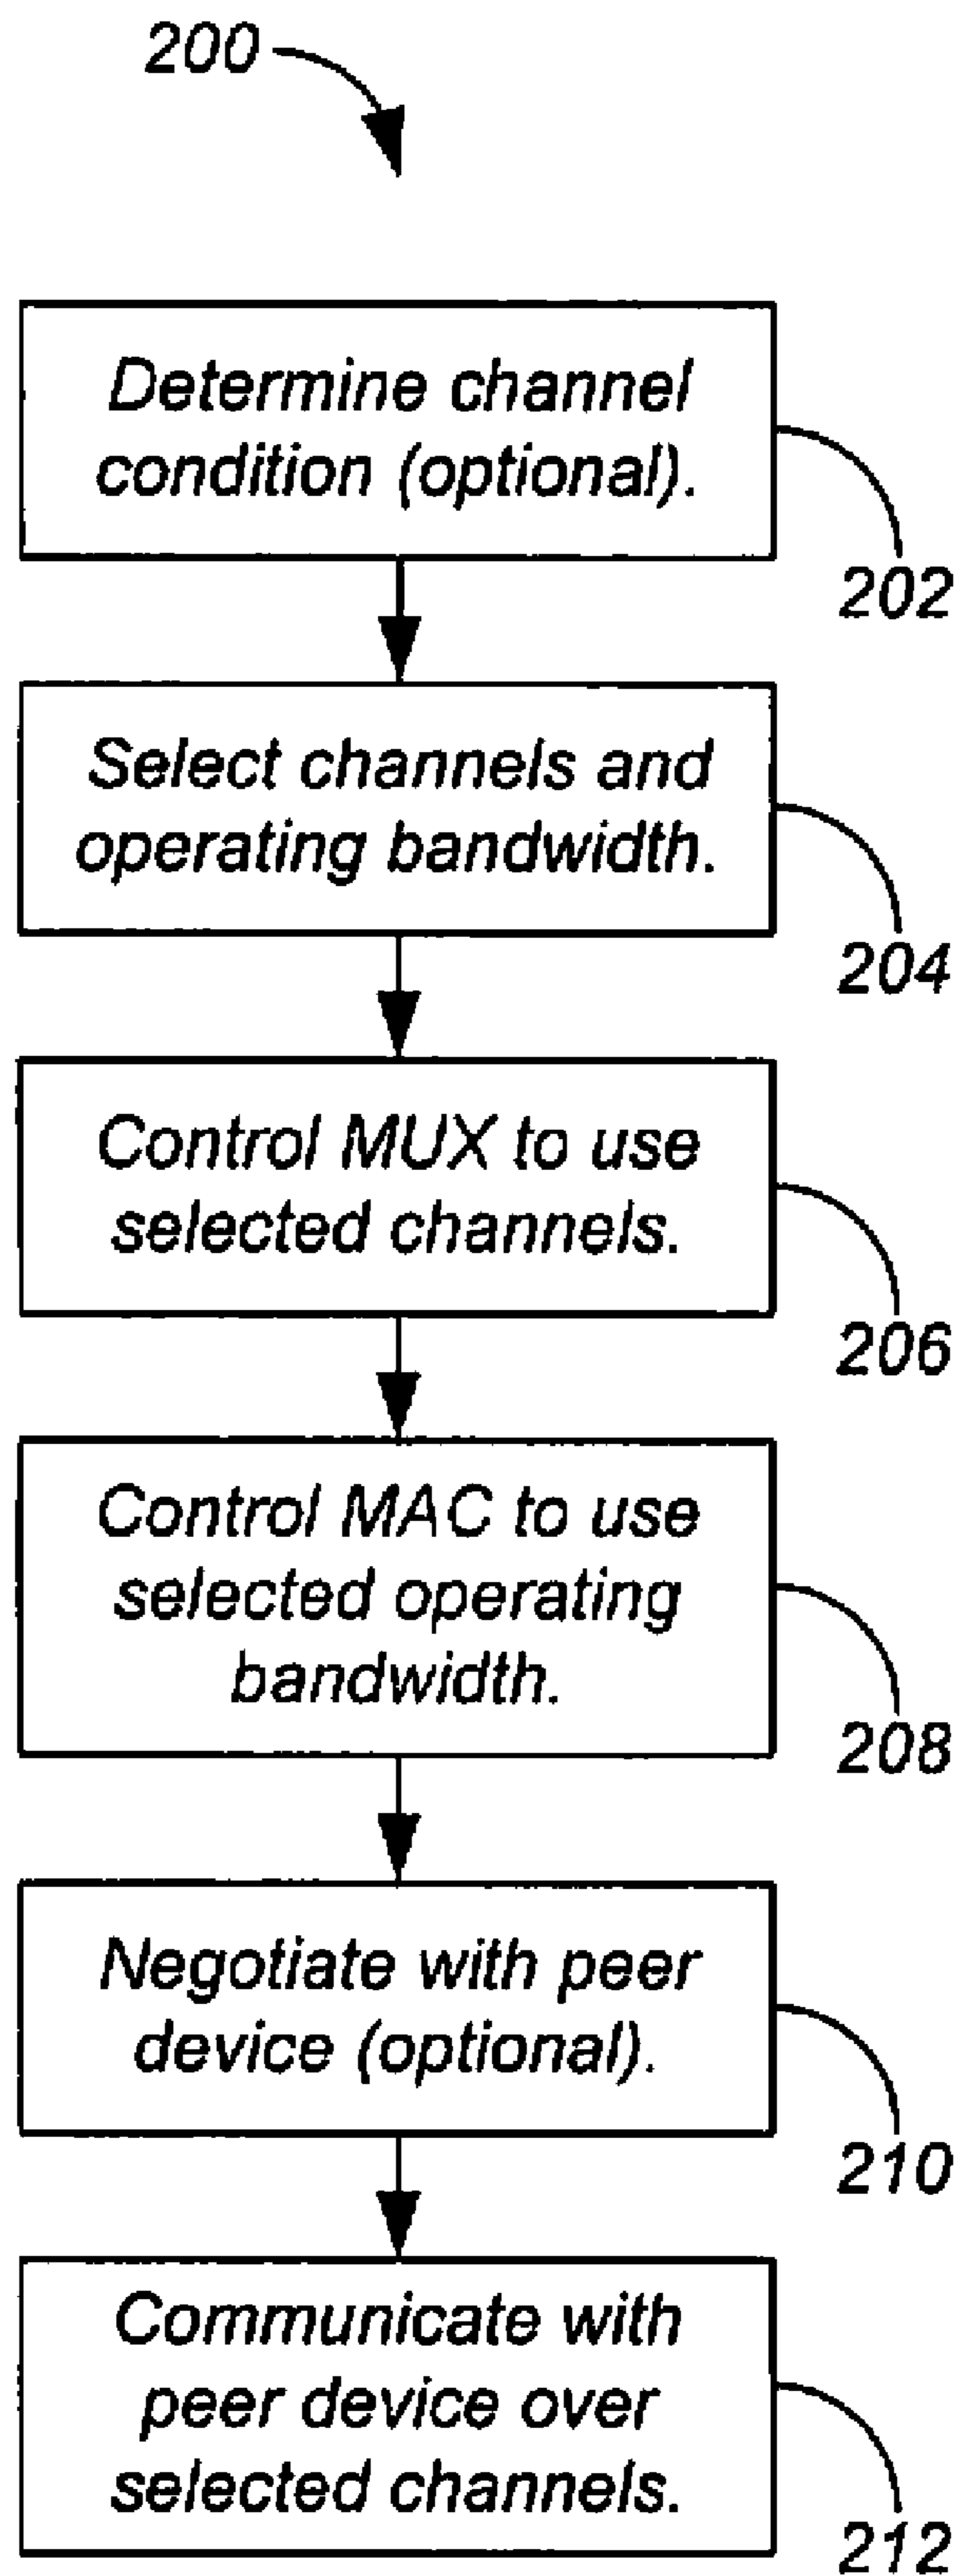 200
Determine channel
condition (optional).
202
Select channels and
operating bandwidth.
204
Control MUX to use
selected channels.
206
Control MAC to use
selected operating
bandwidth.
208
Negotiate with peer
device (optional).
210
Communicate with
peer device over
selected channels.
212